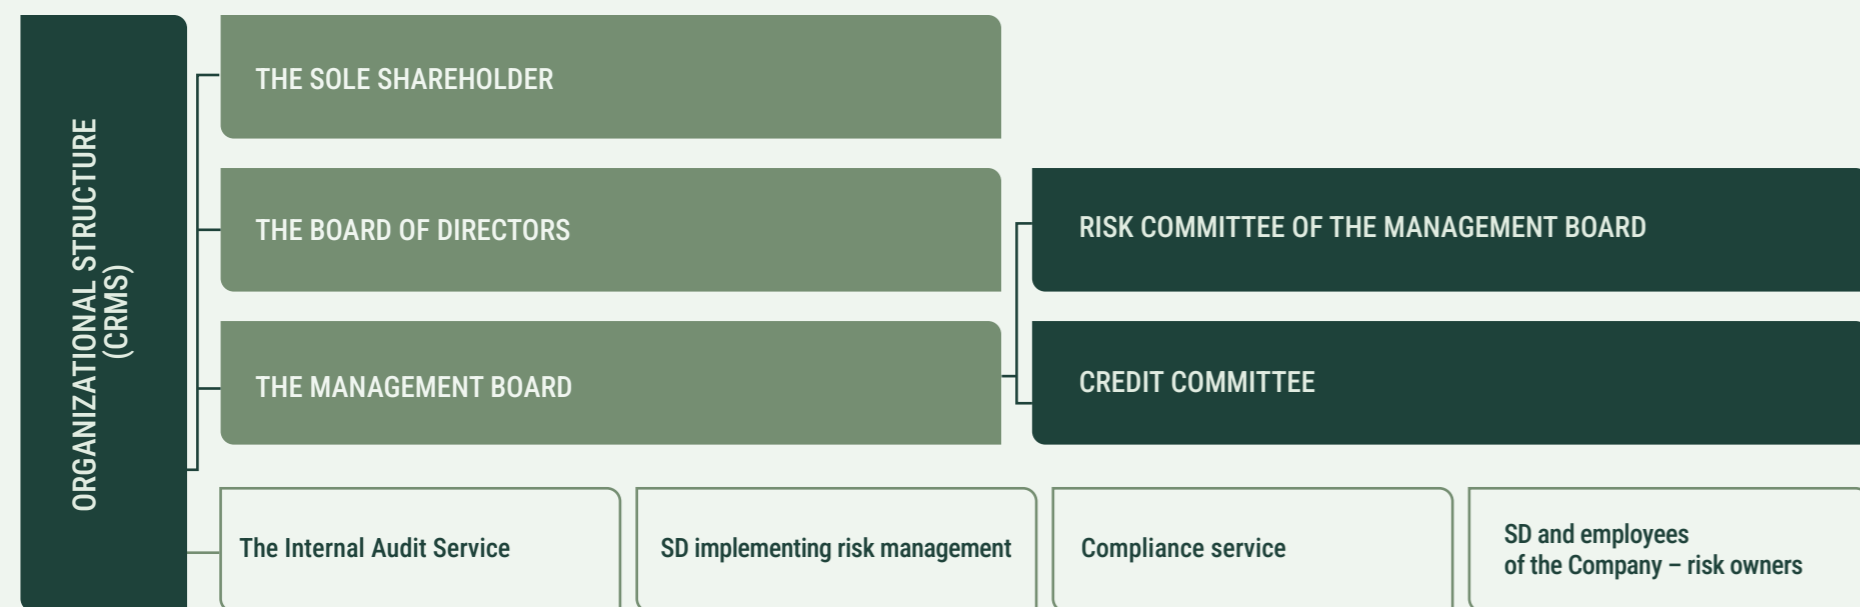 ORGANIZATIONAL STRUCTURE
(CRMS)
THE SOLE SHAREHOLDER
THE BOARD OF DIRECTORS
RISK COMMITTEE OF THE MANAGEMENT BOARD
THE MANAGEMENT BOARD
CREDIT COMMITTEE
The Internal Audit Service
SD implementing risk management
Compliance service
SD and employees
of the Company – risk owners